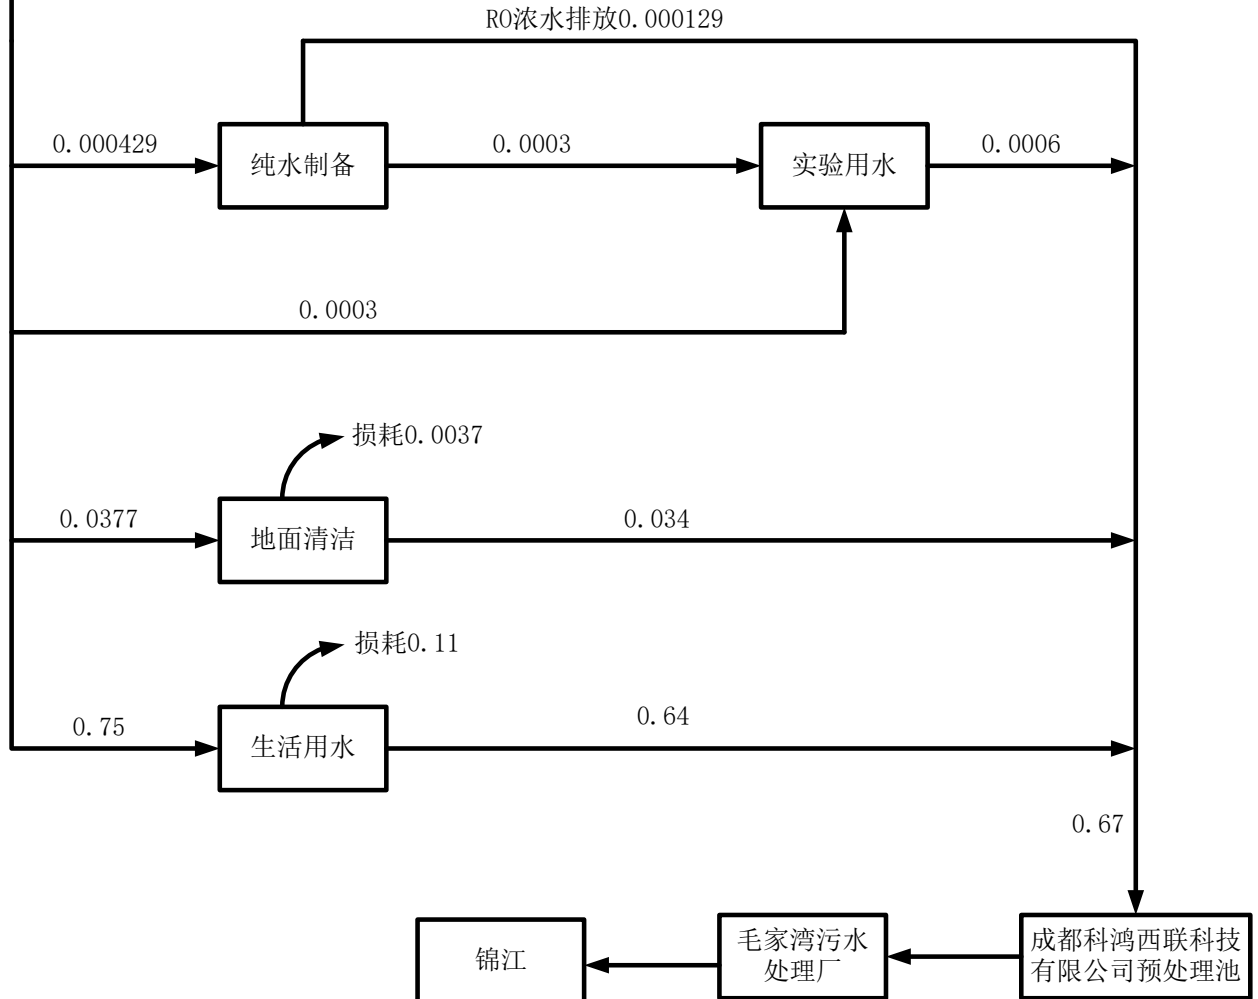 RO浓水排放0.000129
0.000429
纯水制备
0.0003
实验用水
0.0006
0.0003
损耗0.0037
0.0377
地面清洁
0.034
损耗0.11
0.75
生活用水
0.64
0.67
锦江
毛家湾污水
处理厂
成都科鸿西联科技
有限公司预处理池